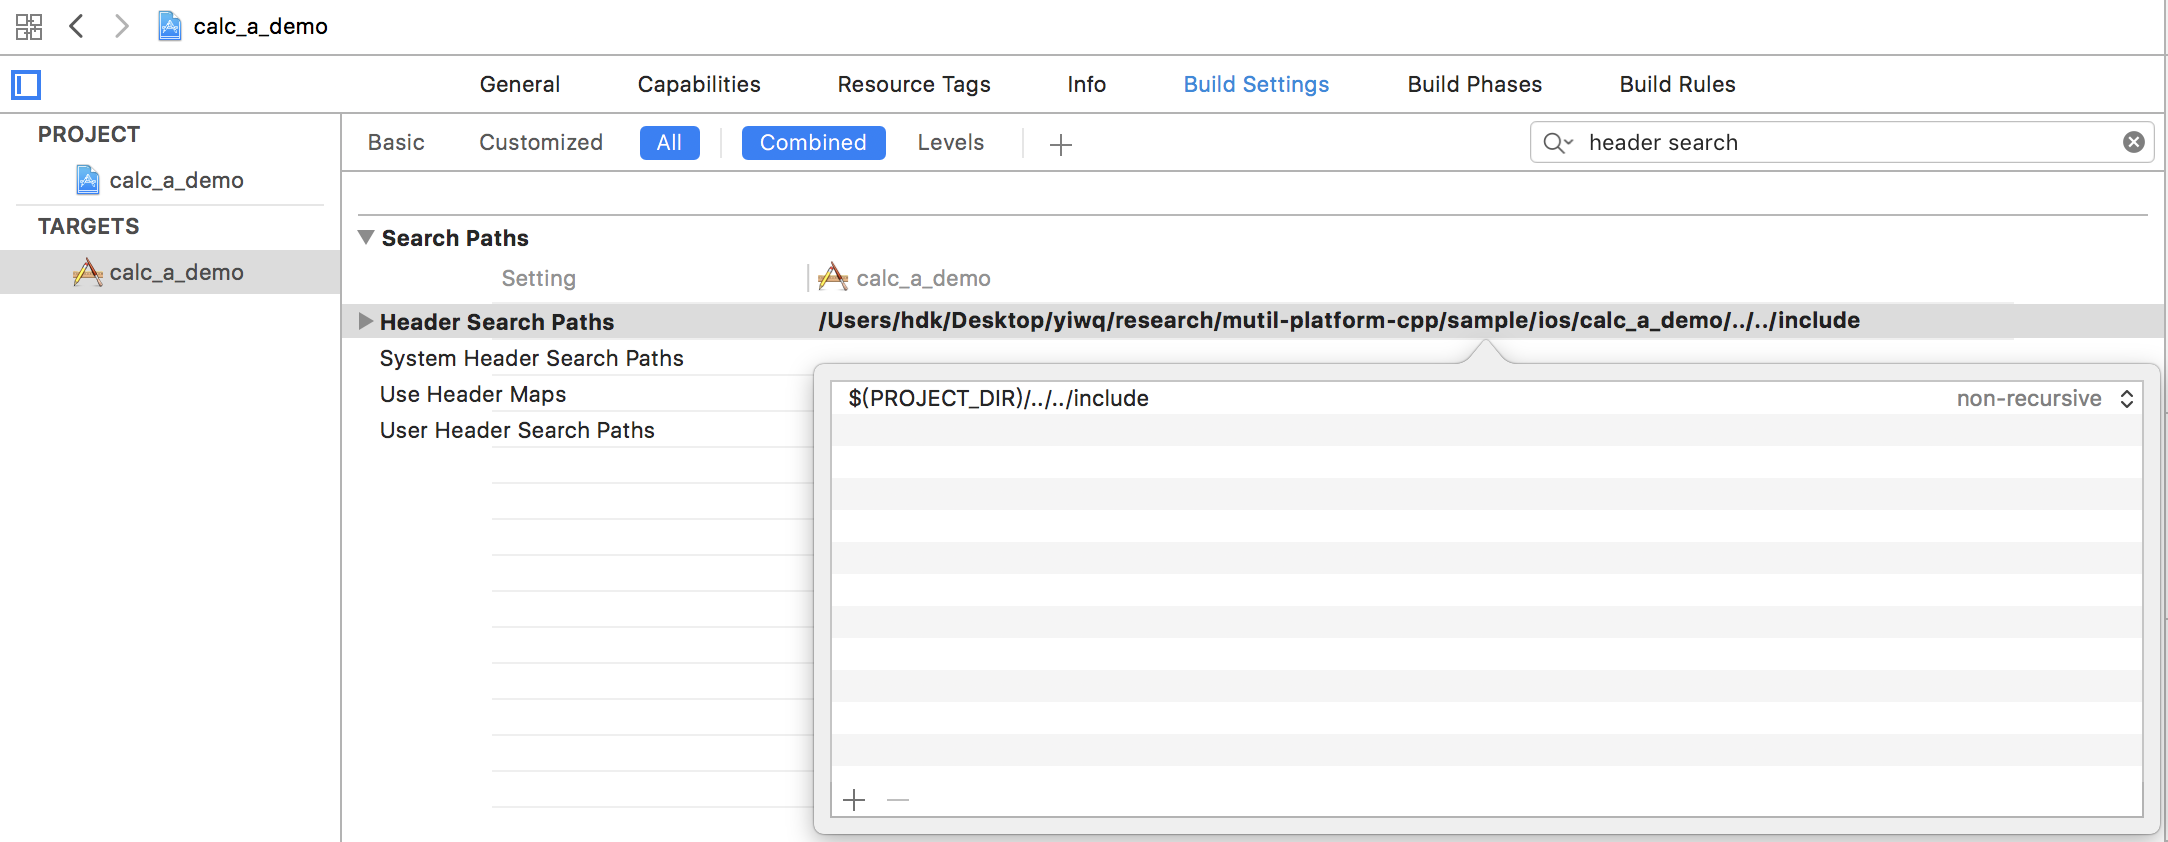 calc_a_demo
General Capabilities Resource Tags Info Build Settings Build Phases Build Rules
PROJECT
calc_a_demo
TARGETS
calc_a_demo
Basic Customized All Combined Levels header search
Search Paths
Setting calc_a_demo
Header Search Paths /Users/hdk/Desktop/yiwq/research/mutil-platform-cpp/sample/ios/calc_a_demo/../../include
System Header Search Paths
Use Header Maps
User Header Search Paths
$(PROJECT_DIR)/../../include non-recursive